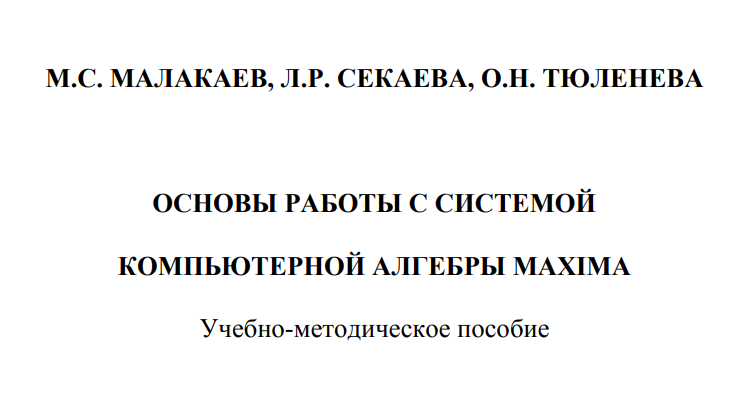 М.С. МАЛАКАЕВ, Л.Р. СЕКАЕВА, О.Н. ТЮЛЕНЕВА
ОСНОВЫ РАБОТЫ С СИСТЕМОЙ
КОМПЬЮТЕРНОЙ АЛГЕБРЫ MAXIMA
Учебно-методическое пособие